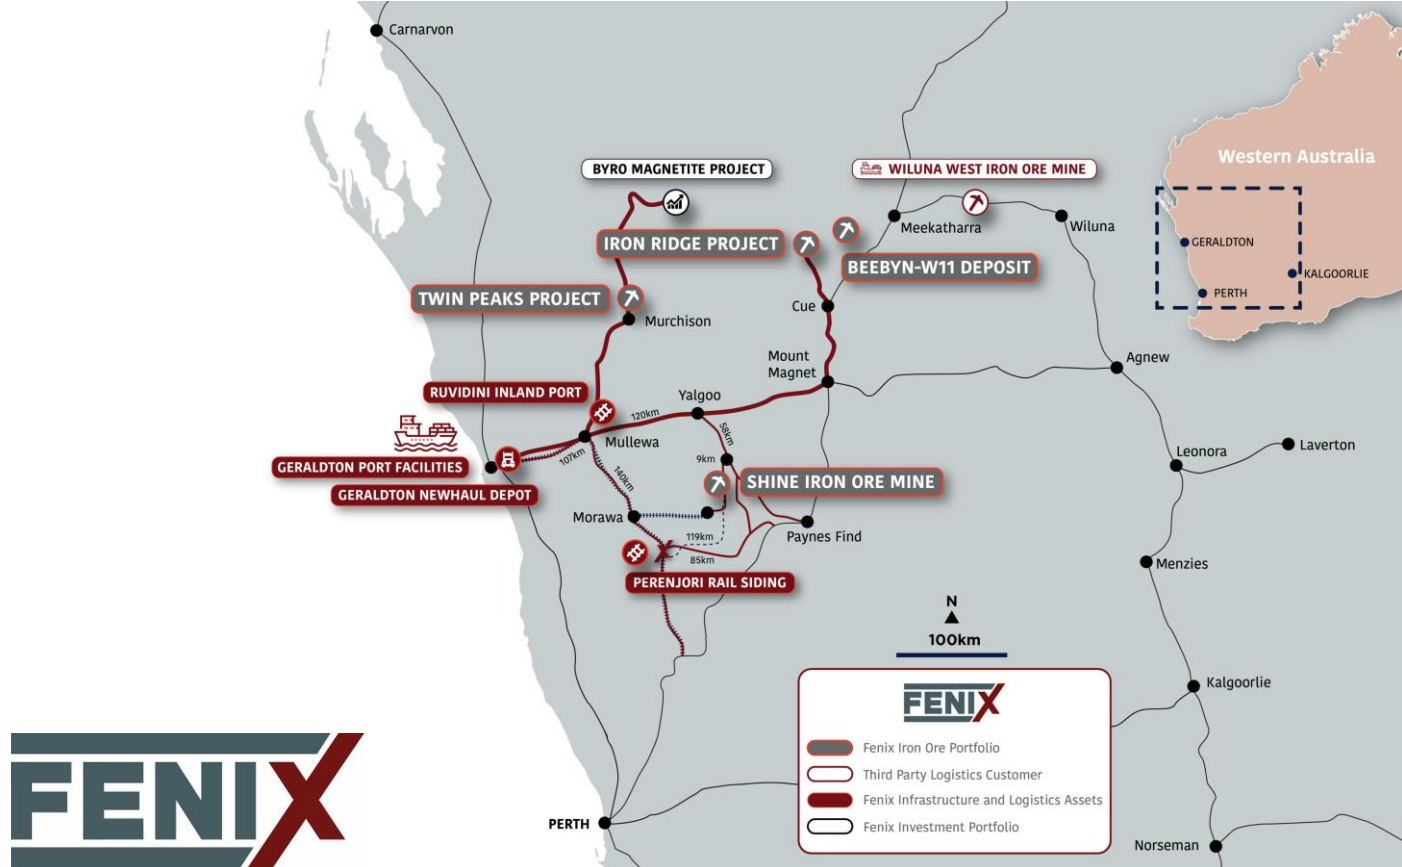 Carnarvon
BYRO MAGNETITE PROJECT
WILUNA WEST IRON ORE MINE
Western Australia
IRON RIDGE PROJECT
Meekatharra
Wiluna
BEEBYN-W11 DEPOSIT
GERALDTON
KALGOORLIE
PERTH
TWIN PEAKS PROJECT
Murchison
Cue
Mount
Magnet
Agnew
RUVIDINI INLAND PORT
Yalgoo
120km
Mullewa
58km
GERALDTON PORT FACILITIES
107km
9km
Leonora
Laverton
GERALDTON NEWHAUL DEPOT
140km
SHINE IRON ORE MINE
Morawa
119km
Paynes Find
85km
PERENJORI RAIL SIDING
Menzies
N
100km
Kalgoorlie
FENIX
Fenix Iron Ore Portfolio
Third Party Logistics Customer
Fenix Infrastructure and Logistics Assets
Fenix Investment Portfolio
FENIX
PERTH
Norseman